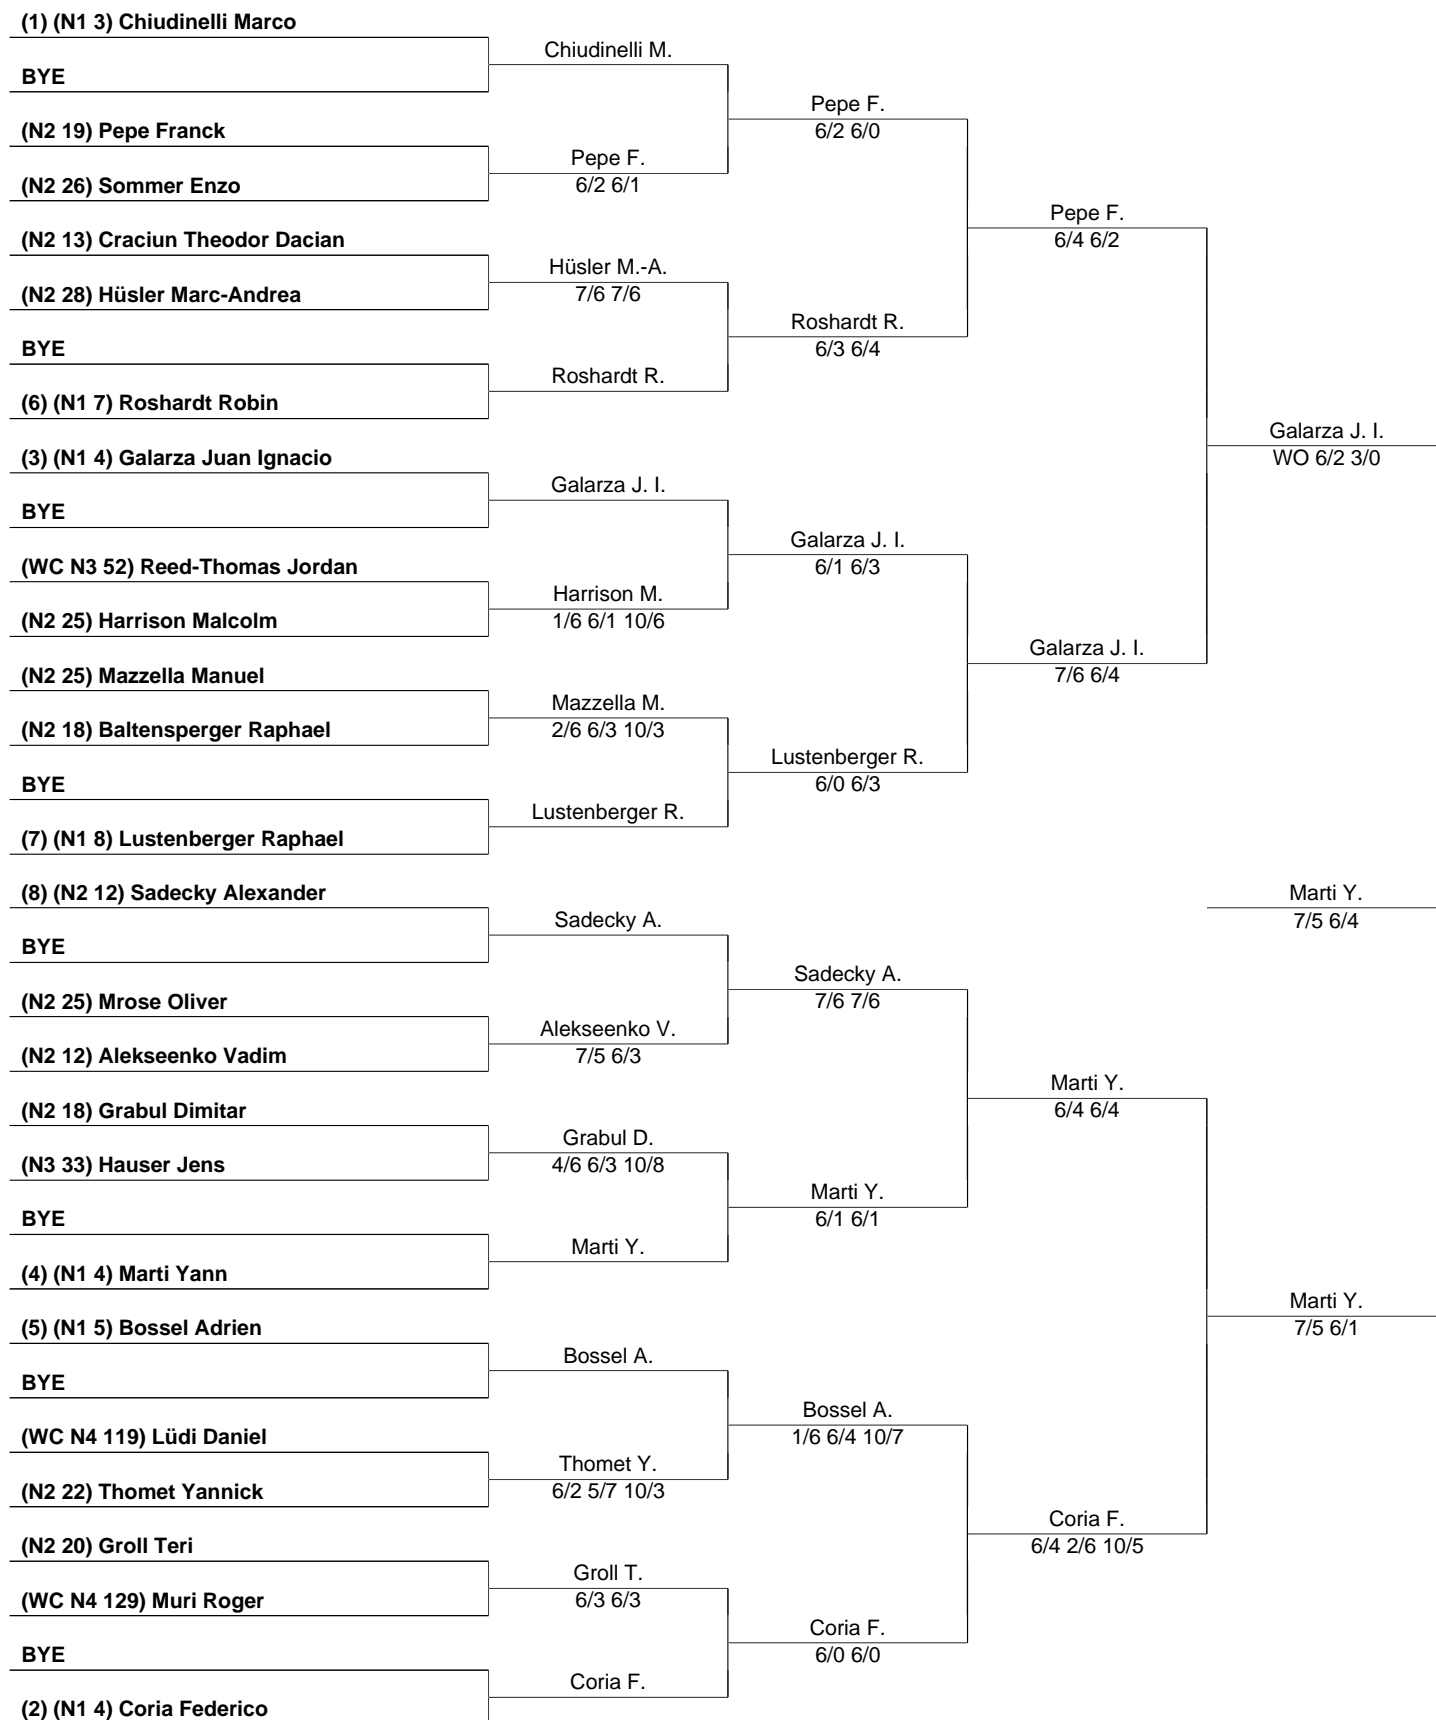 (1) (N1 3) Chiudinelli Marco
Chiudinelli M.
BYE
Pepe F.
6/2 6/0
(N2 19) Pepe Franck
Pepe F.
6/2 6/1
(N2 26) Sommer Enzo
Pepe F.
6/4 6/2
(N2 13) Craciun Theodor Dacian
Hüsler M.-A.
7/6 7/6
(N2 28) Hüsler Marc-Andrea
Roshardt R.
6/3 6/4
BYE
Roshardt R.
(6) (N1 7) Roshardt Robin
Galarza J. I.
WO 6/2 3/0
(3) (N1 4) Galarza Juan Ignacio
Galarza J. I.
BYE
Galarza J. I.
6/1 6/3
(WC N3 52) Reed-Thomas Jordan
Harrison M.
1/6 6/1 10/6
(N2 25) Harrison Malcolm
Galarza J. I.
7/6 6/4
(N2 25) Mazzella Manuel
Mazzella M.
2/6 6/3 10/3
(N2 18) Baltensperger Raphael
Lustenberger R.
6/0 6/3
BYE
Lustenberger R.
(7) (N1 8) Lustenberger Raphael
(8) (N2 12) Sadecky Alexander
Marti Y.
7/5 6/4
Sadecky A.
BYE
Sadecky A.
7/6 7/6
(N2 25) Mrose Oliver
Alekseenko V.
7/5 6/3
(N2 12) Alekseenko Vadim
Marti Y.
6/4 6/4
(N2 18) Grabul Dimitar
Grabul D.
4/6 6/3 10/8
(N3 33) Hauser Jens
Marti Y.
6/1 6/1
BYE
Marti Y.
(4) (N1 4) Marti Yann
Marti Y.
7/5 6/1
(5) (N1 5) Bossel Adrien
Bossel A.
BYE
Bossel A.
1/6 6/4 10/7
(WC N4 119) Lüdi Daniel
Thomet Y.
6/2 5/7 10/3
(N2 22) Thomet Yannick
Coria F.
6/4 2/6 10/5
(N2 20) Groll Teri
Groll T.
6/3 6/3
(WC N4 129) Muri Roger
Coria F.
6/0 6/0
BYE
Coria F.
(2) (N1 4) Coria Federico